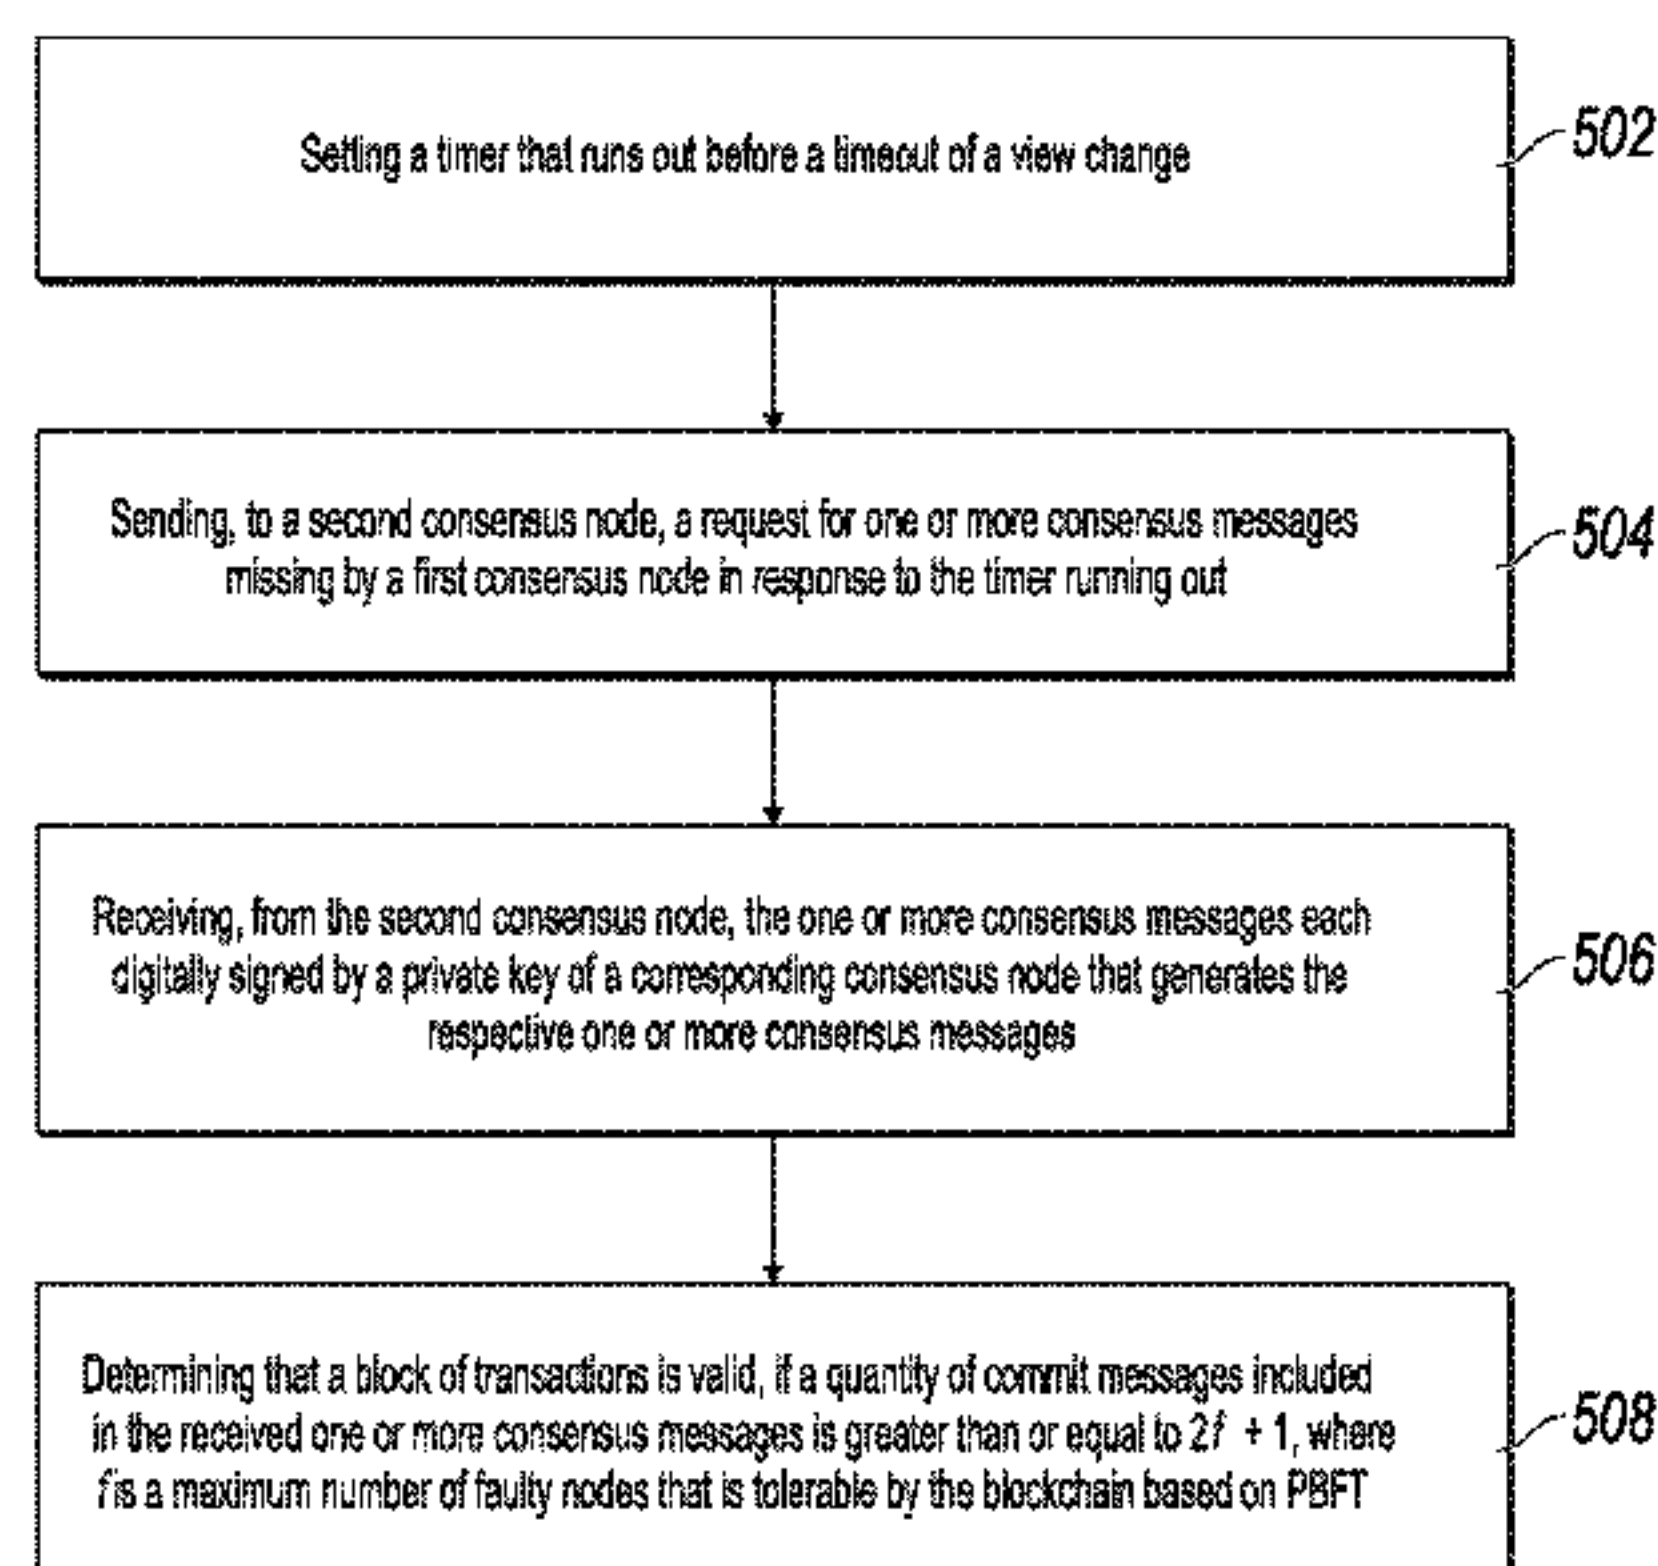 Setting a timer that runs out before a timeout of a view change
502
Sending, to a second consensus node, a request for one or more consensus messages
missing by a first consensus node in response to the timer running out
504
Receiving, from the second consensus node, the one or more consensus messages each
digitally signed by a private key of a corresponding consensus node that generates the
respective one or more consensus messages
506
Determining that a block of transactions is valid, if a quantity of commit messages included
in the received one or more consensus messages is greater than or equal to 2f + 1, where
f is a maximum number of faulty nodes that is tolerable by the blockchain based on PBFT
508